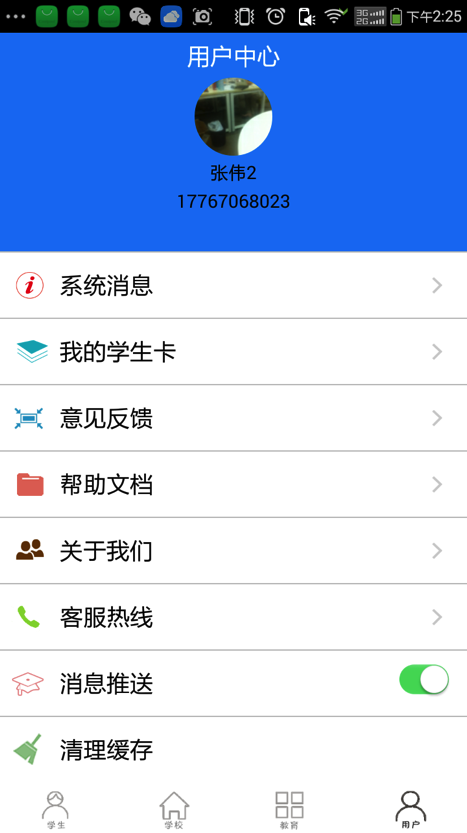 3G
2G
下午2:25
用户中心
张伟2
17767068023
系统消息
我的学生卡
意见反馈
帮助文档
关于我们
客服热线
消息推送
清理缓存
学生
学校
教育
用户